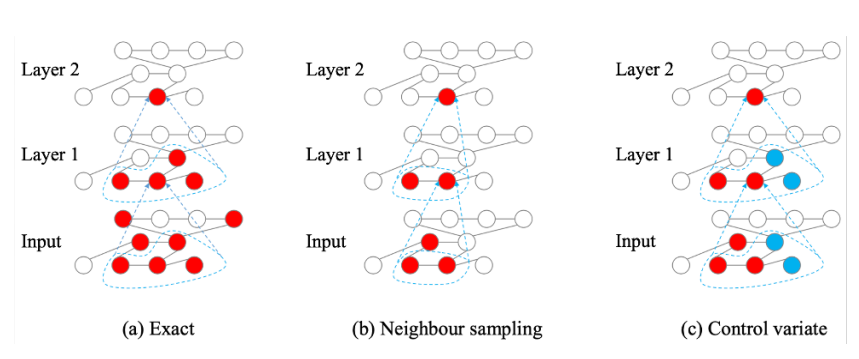 Layer 2 Layer 2 Layer 2
Layer 1 Layer 1 Layer 1
Input Input Input
(a) Exact (b) Neighbour sampling (c) Control variate